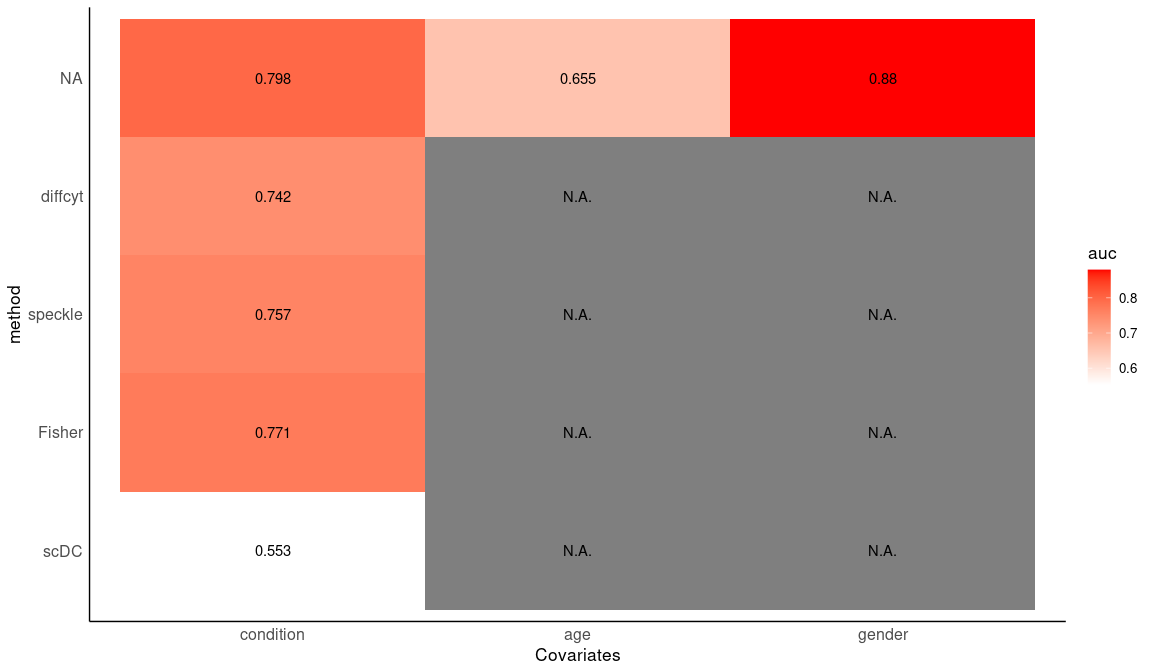 NA 0.798 0.655 0.88
diffcyt 0.742 N.A. N.A.
speckle 0.757 N.A. N.A.
Fisher 0.771 N.A. N.A.
scDC 0.553 N.A. N.A.
method
condition age gender
Covariates
auc
0.8
0.7
0.6